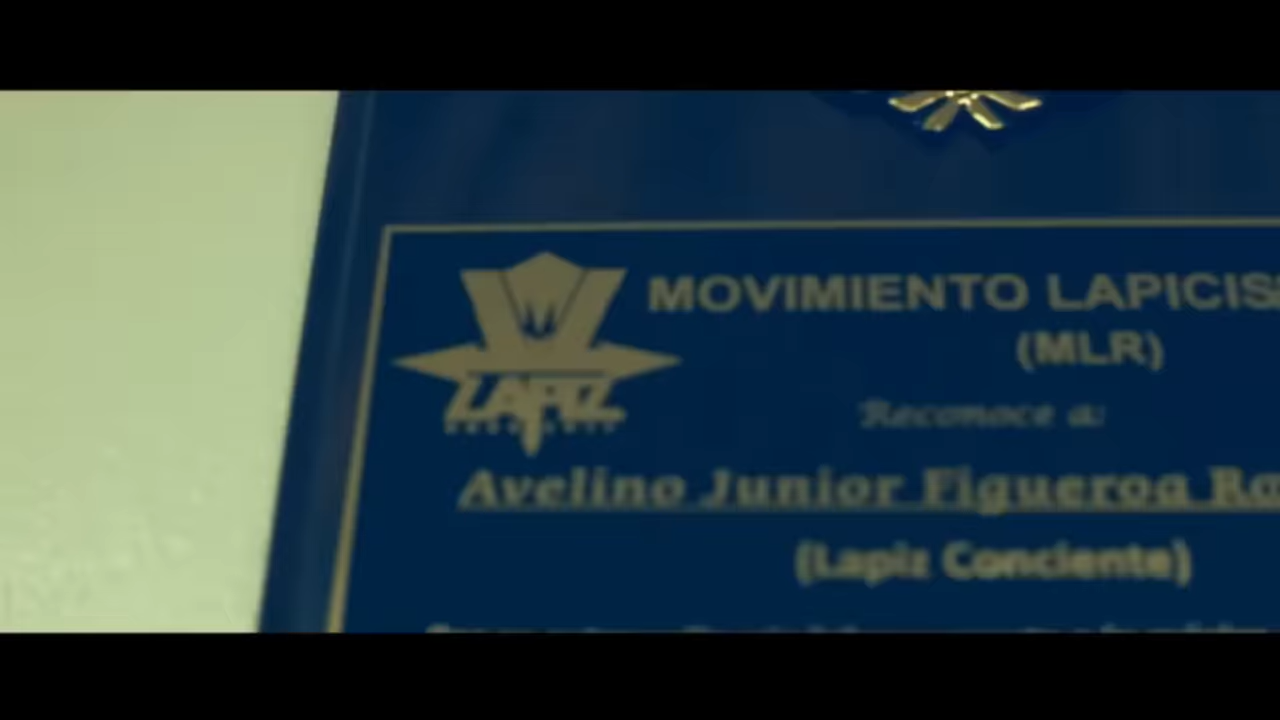 MOVIMIENTO LAPICIS
(MLR)
Reconoce a:
LAPIZ
Avelino Junior Figueroa Ro
(Lapiz Conciente)